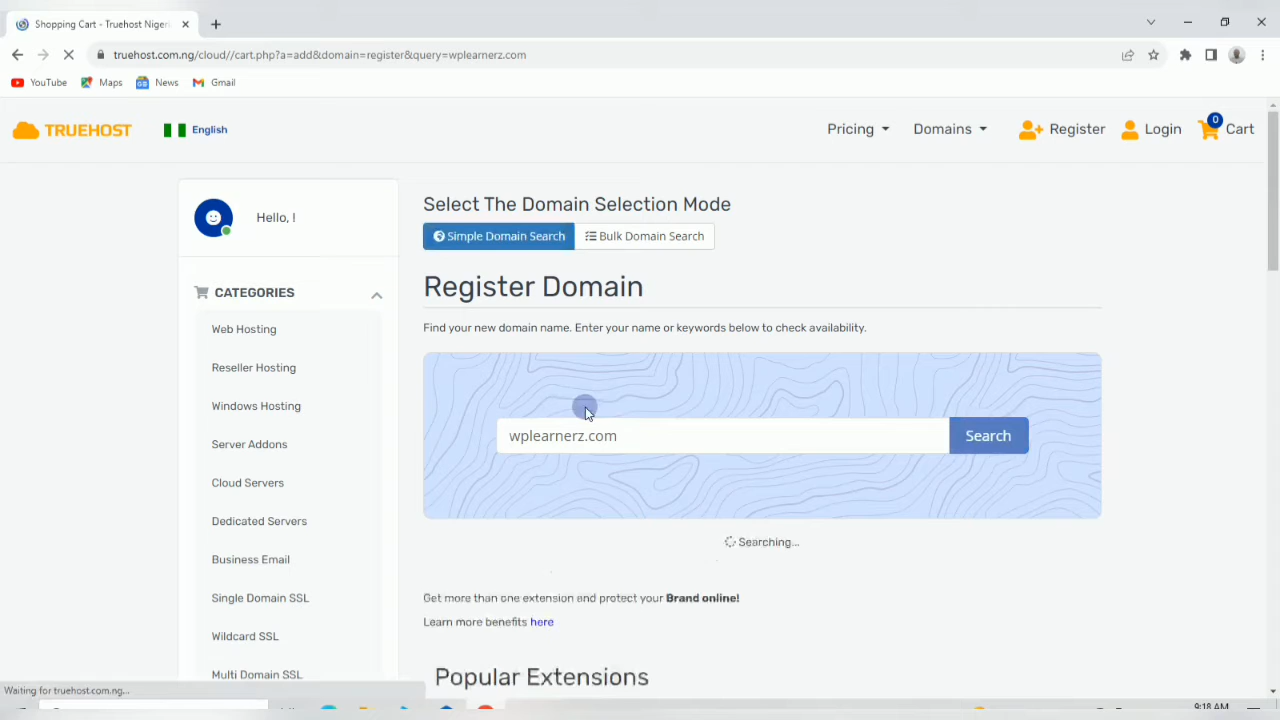 Shopping Cart - Truehost Nigeri
truehost.com.ng/cloud//cart.php?a=add&domain=register&query=wplearnerz.com
YouTube Maps News Gmail
TRUEHOST English Pricing Domains Register Login 0 Cart
Hello, !
CATEGORIES
Web Hosting
Reseller Hosting
Windows Hosting
Server Addons
Cloud Servers
Dedicated Servers
Business Email
Single Domain SSL
Wildcard SSL
Multi Domain SSL
Select The Domain Selection Mode
Simple Domain Search Bulk Domain Search
Register Domain
Find your new domain name. Enter your name or keywords below to check availability.
wplearnerz.com Search
Searching...
Get more than one extension and protect your Brand online!
Learn more benefits here
Popular Extensions
Waiting for truehost.com.ng...
9:18 AM